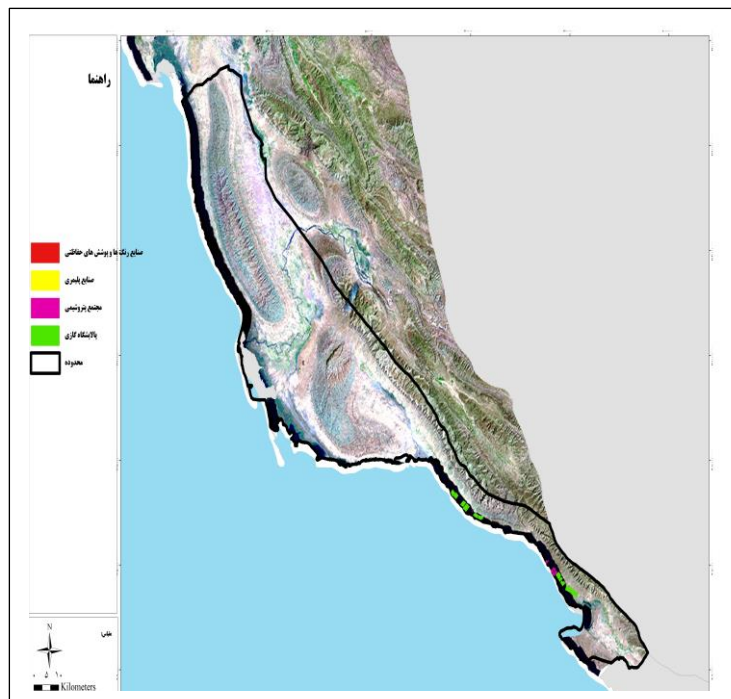 راهنما
صنایع رنگ ها و پوشش های حفاظتی
صنایع پلیمری
مجتمع پتروشیمی
پالایشگاه گازی
محدوده
مقیاس:
N
۰ ۵ ۱۰
Kilometers